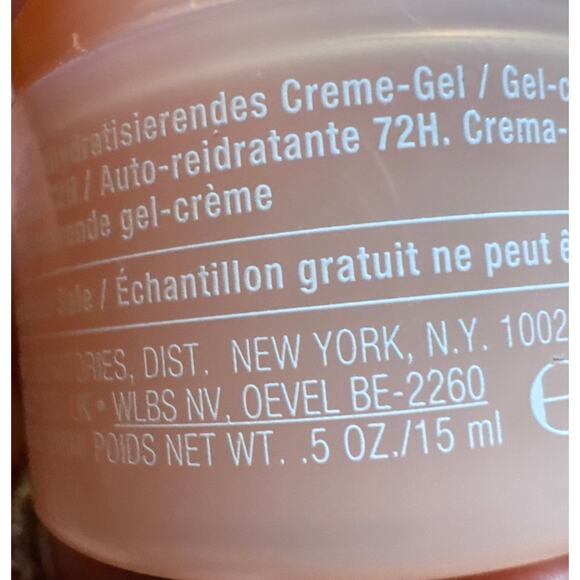 Creme-Gel / Gel-
/ Auto-reidratante 72H. Crema-
gel-crème
/ Échantillon gratuit ne peut
DIST. NEW YORK, N.Y. 1002
WLBS NV, OEVEL BE-2260
POIDS NET WT. .5 OZ./15 ml